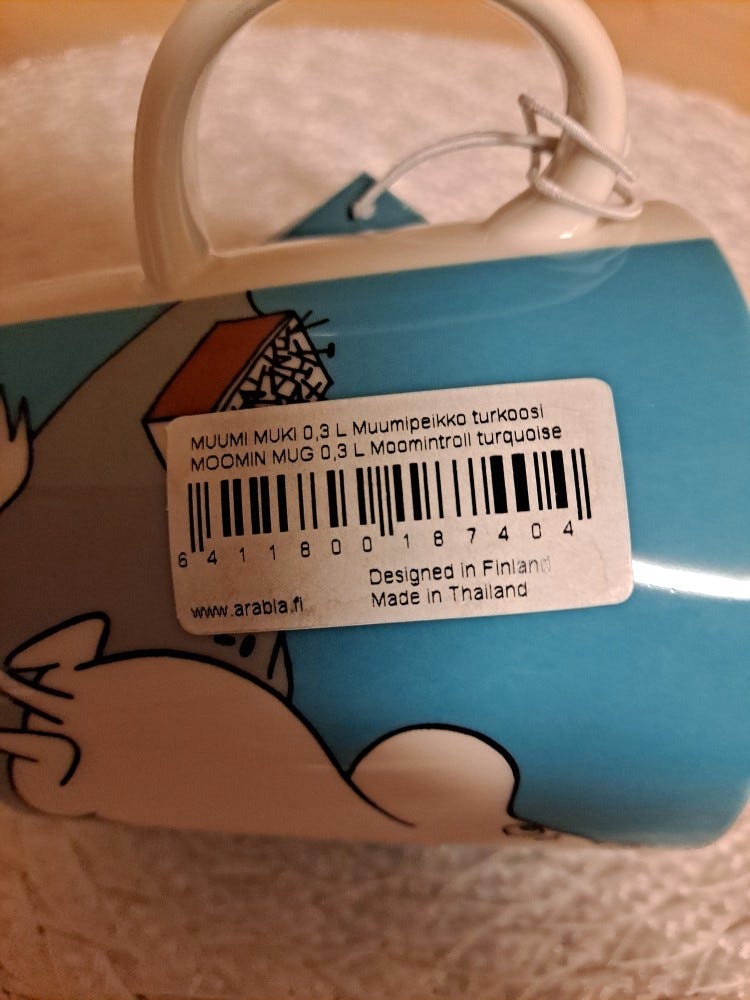 MUUMI MUKI 0,3 L Muumipeikko turkoosi
MOOMIN MUG 0,3 L Moomintroll turquoise
6 411800 187404
Designed in Finland
www.arabia.fi Made in Thailand